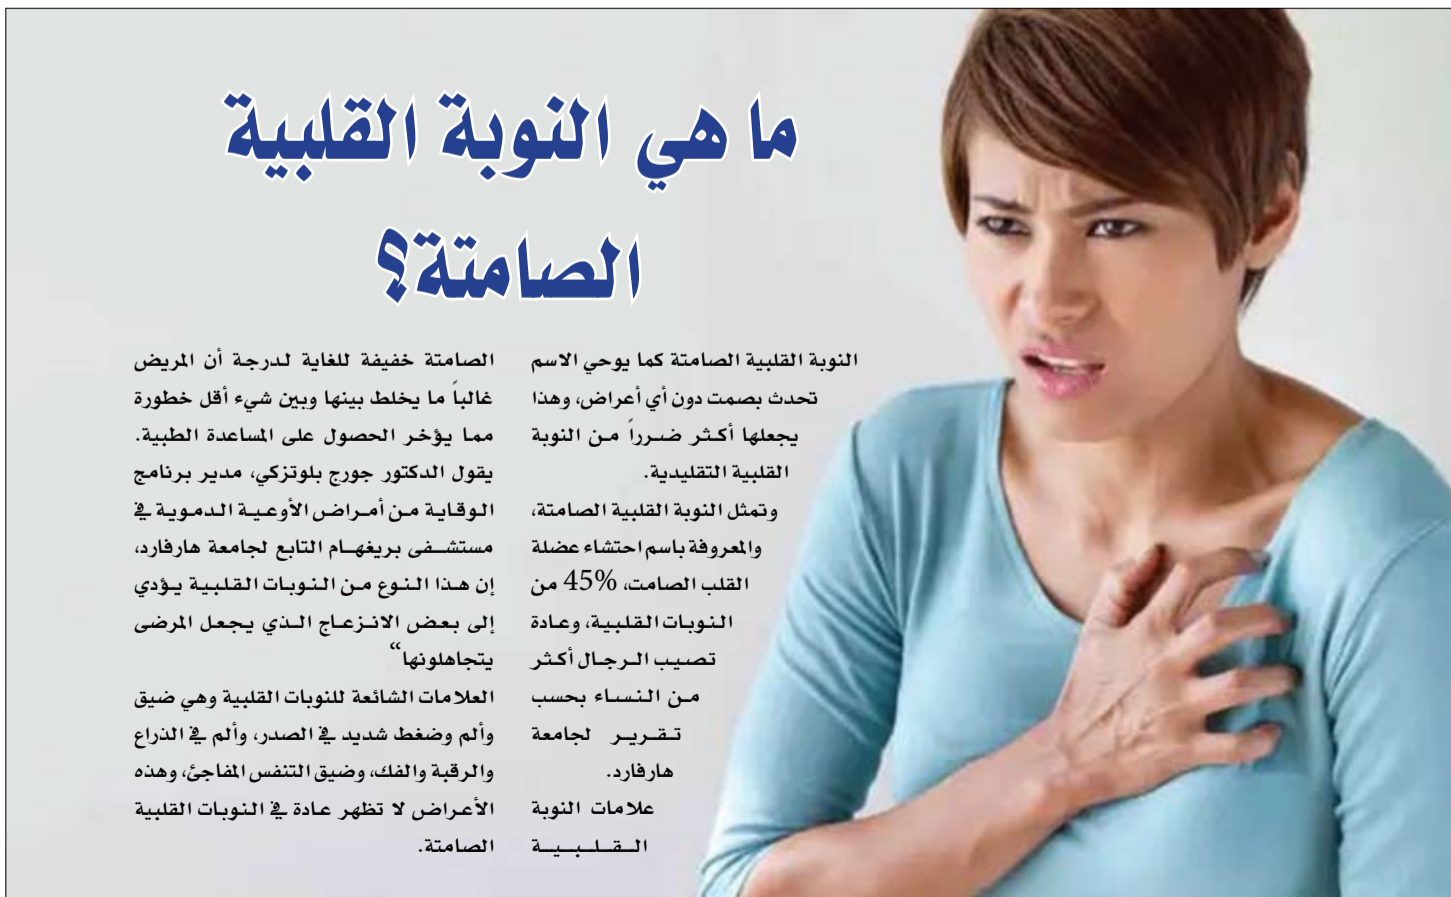 ما هي النوبة القلبية
الصامتة؟
النوبة القلبية الصامتة كما يوحي الاسم
تحدث بصمت دون أي أعراض، وهذا
يجعلها أكثر ضرراً من النوبة
القلبية التقليدية.
وتمثل النوبة القلبية الصامتة،
والمعروفة باسم احتشاء عضلة
القلب الصامت، 45% من
النوبات القلبية، وعادة
تصيب الرجال أكثر
من النساء بحسب
تقرير لجامعة
هارفارد.
علامات النوبة
القلبية
الصامتة خفيفة للغاية لدرجة أن المريض
غالباً ما يخلط بينها وبين شيء أقل خطورة
مما يؤخر الحصول على المساعدة الطبية.
يقول الدكتور جورج بلوتزكي، مدير برنامج
الوقاية من أمراض الأوعية الدموية في
مستشفى بريغهام التابع لجامعة هارفارد،
إن هذا النوع من النوبات القلبية يؤدي
إلى بعض الانزعاج الذي يجعل المرضى
يتجاهلونها“
العلامات الشائعة للنوبات القلبية وهي ضيق
وألم وضغط شديد في الصدر، وألم في الذراع
والرقبة والفك، وضيق التنفس المفاجئ، وهذه
الأعراض لا تظهر عادة في النوبات القلبية
الصامتة.